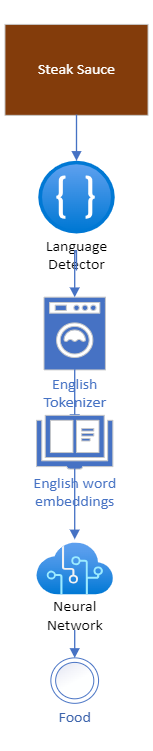 Steak Sauce
{ }
Language
Detector
English
Tokenizer
English word
embeddings
Neural
Network
Food